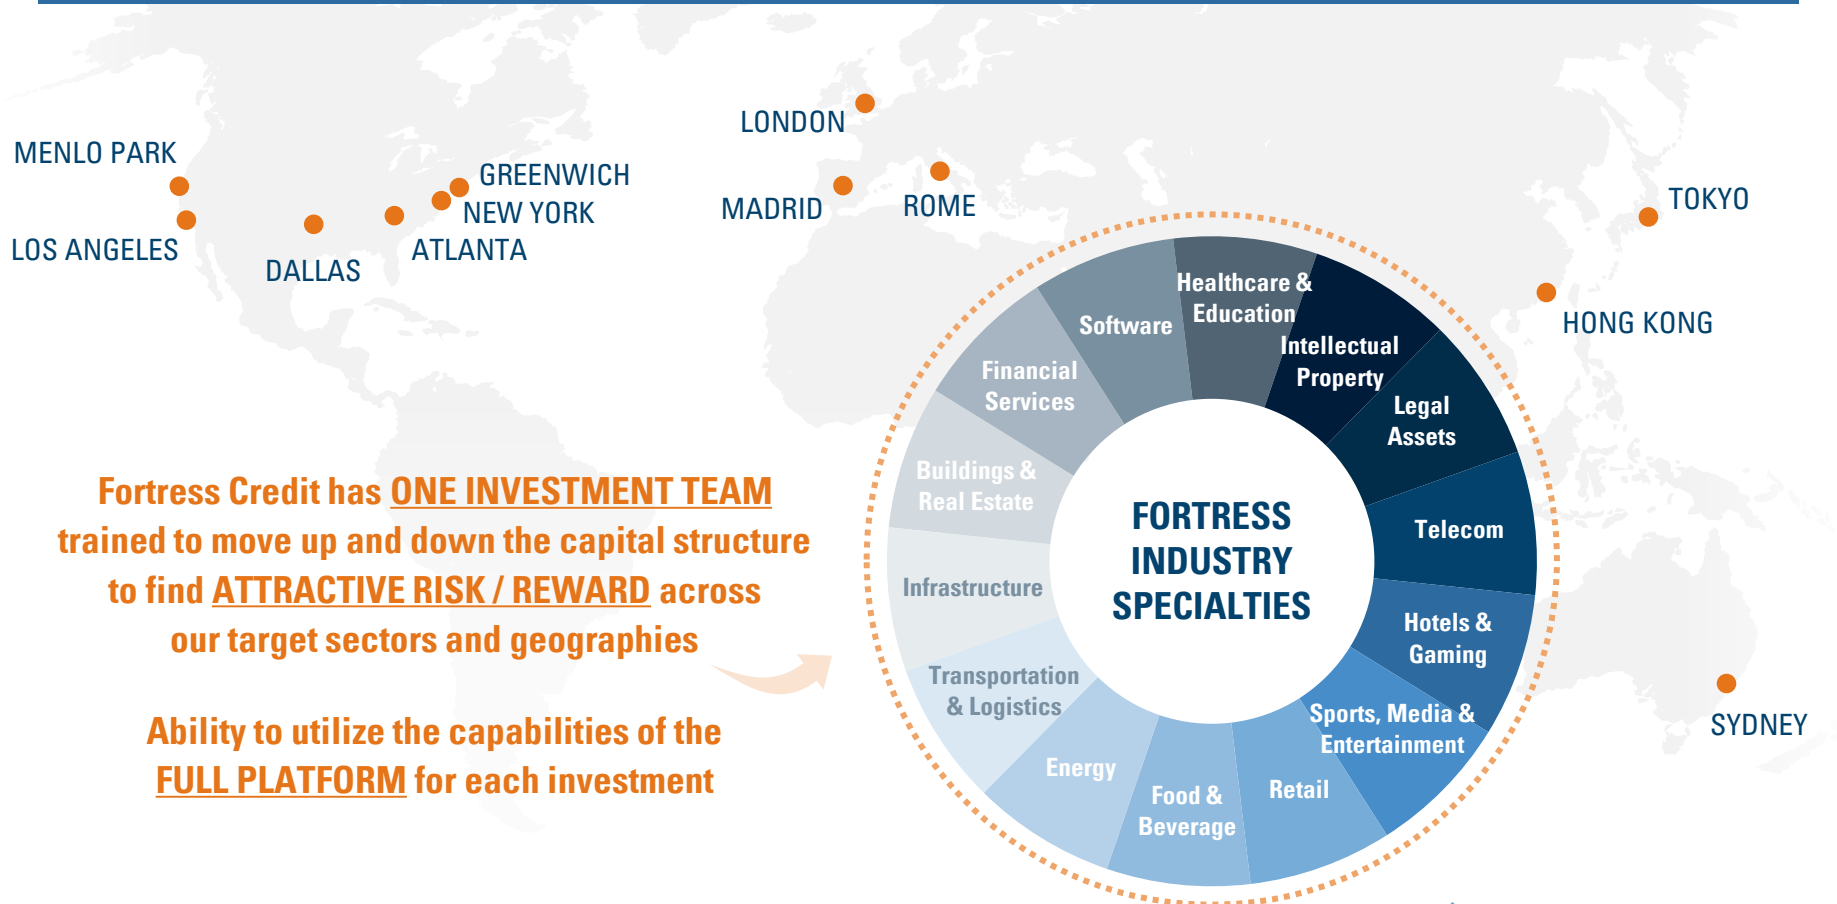 MENLO PARK
LOS ANGELES
DALLAS
ATLANTA
NEW YORK
GREENWICH
LONDON
MADRID
ROME
TOKYO
HONG KONG
SYDNEY
Fortress Credit has ONE INVESTMENT TEAM
trained to move up and down the capital structure
to find ATTRACTIVE RISK / REWARD across
our target sectors and geographies
Ability to utilize the capabilities of the
FULL PLATFORM for each investment
FORTRESS
INDUSTRY
SPECIALTIES
Healthcare &
Education
Intellectual
Property
Legal
Assets
Telecom
Hotels &
Gaming
Sports, Media &
Entertainment
Retail
Food &
Beverage
Energy
Transportation
& Logistics
Infrastructure
Buildings &
Real Estate
Financial
Services
Software